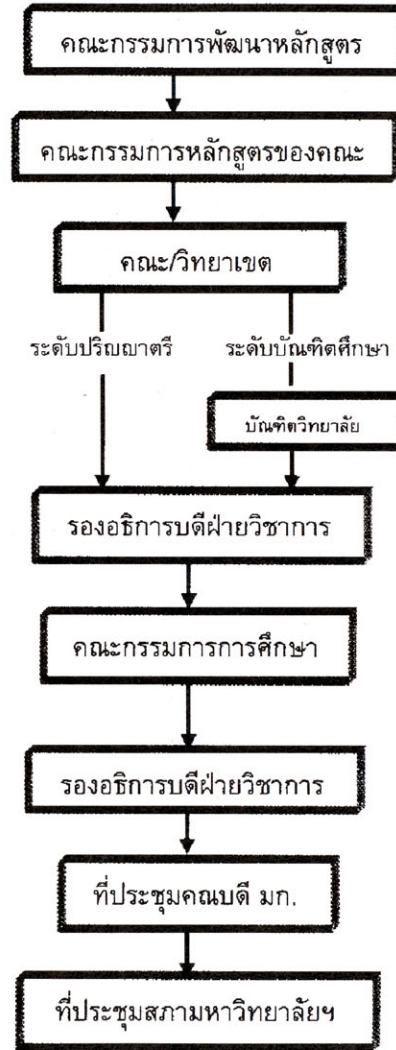 คณะกรรมการพัฒนาหลักสูตร
คณะกรรมการหลักสูตรของคณะ
คณะ/วิทยาเขต
ระดับปริญญาตรี ระดับบัณฑิตศึกษา
บัณฑิตวิทยาลัย
รองอธิการบดีฝ่ายวิชาการ
คณะกรรมการการศึกษา
รองอธิการบดีฝ่ายวิชาการ
ที่ประชุมคณบดี มก.
ที่ประชุมสภามหาวิทยาลัยฯ